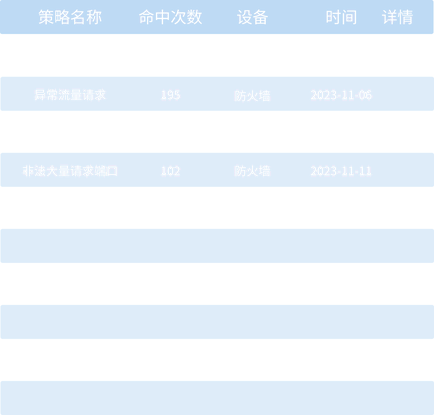 策略名称 命中次数 设备 时间 详情
异常流量请求 195 防火墙 2023-11-06
非法大量请求端口 102 防火墙 2023-11-11